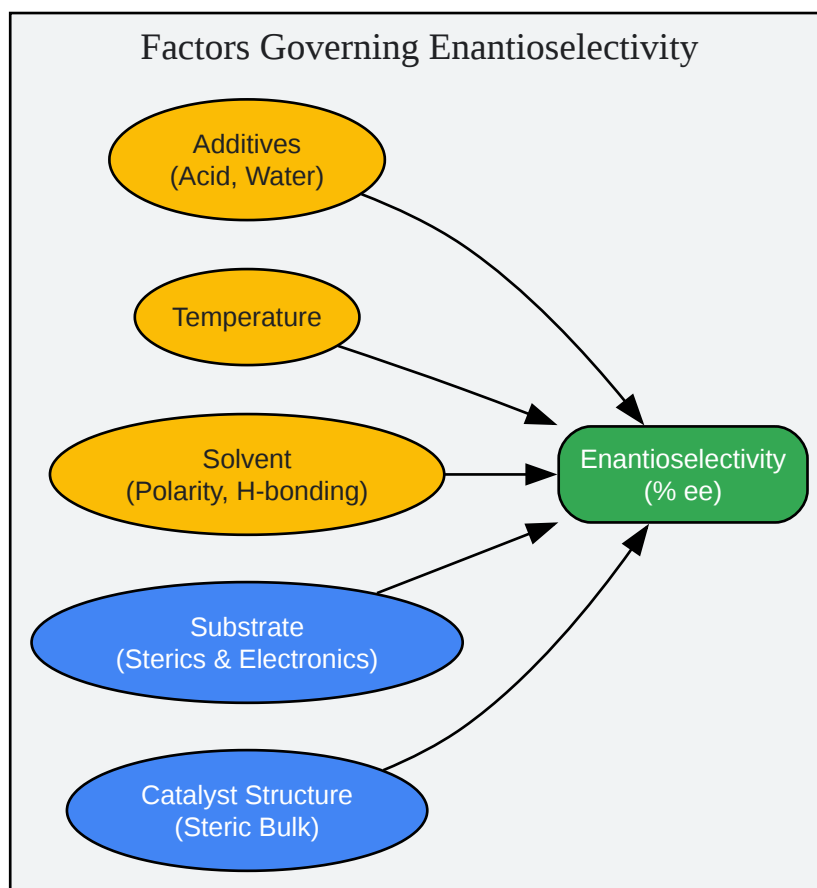 Factors Governing Enantioselectivity
Additives
(Acid, Water)
Temperature
Solvent
(Polarity, H-bonding)
Enantioselectivity
(% ee)
Substrate
(Sterics & Electronics)
Catalyst Structure
(Steric Bulk)